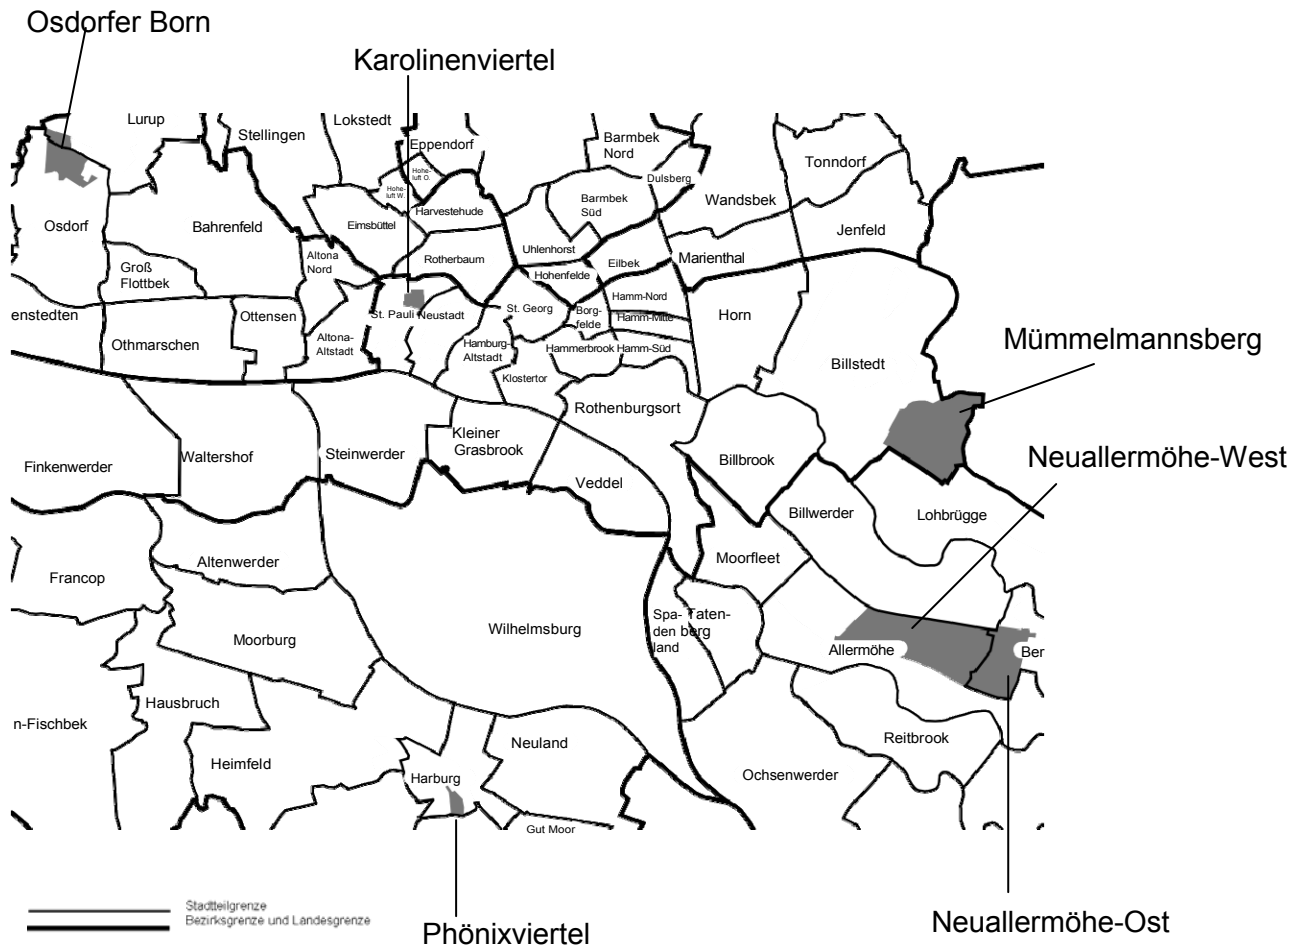 Osdorfer Born
Karolinenviertel
Lurup
Stellingen
Lokstedt
Eppendorf
Barmbek
Nord
Tonndorf
Hohe-
luft O.
Hohe-
luft W.
Dulsberg
Wandsbek
Osdorf
Bahrenfeld
Eimsbüttel
Harvestehude
Barmbek
Süd
Jenfeld
Groß
Flottbek
Altona
Nord
Rotherbaum
Uhlenhorst
Hohenfelde
Eilbek
Marienthal
enstedten
Ottensen
St. Pauli
Neustadt
St. Georg
Borg-
felde
Hamm-Nord
Hamm-Mitte
Horn
Othmarschen
Altona-
Altstadt
Hamburg-
Altstadt
Hammerbrook
Hamm-Süd
Billstedt
Mümmelmannsberg
Klostertor
Rothenburgsort
Finkenwerder
Waltershof
Steinwerder
Kleiner
Grasbrook
Veddel
Billbrook
Neuallermöhe-West
Billwerder
Lohbrügge
Francop
Altenwerder
Moorfleet
Moorburg
Wilhelmsburg
Spa-
den
land
Taten-
berg
Allermöhe
Ber
n-Fischbek
Hausbruch
Heimfeld
Harburg
Neuland
Ochsenwerder
Reitbrook
Gut Moor
Stadtteilgrenze
Bezirksgrenze und Landesgrenze
Phönixviertel
Neuallermöhe-Ost